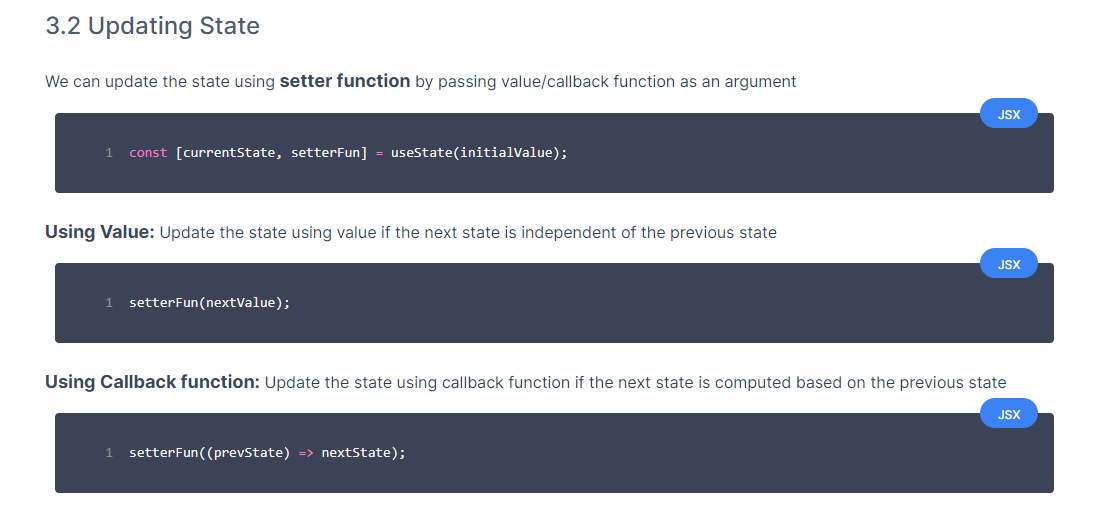 3.2 Updating State
We can update the state using setter function by passing value/callback function as an argument
JSX
1 const [currentState, setterFun] = useState(initialValue);
Using Value: Update the state using value if the next state is independent of the previous state
JSX
1 setterFun(nextValue);
Using Callback function: Update the state using callback function if the next state is computed based on the previous state
JSX
1 setterFun((prevState) => nextState);